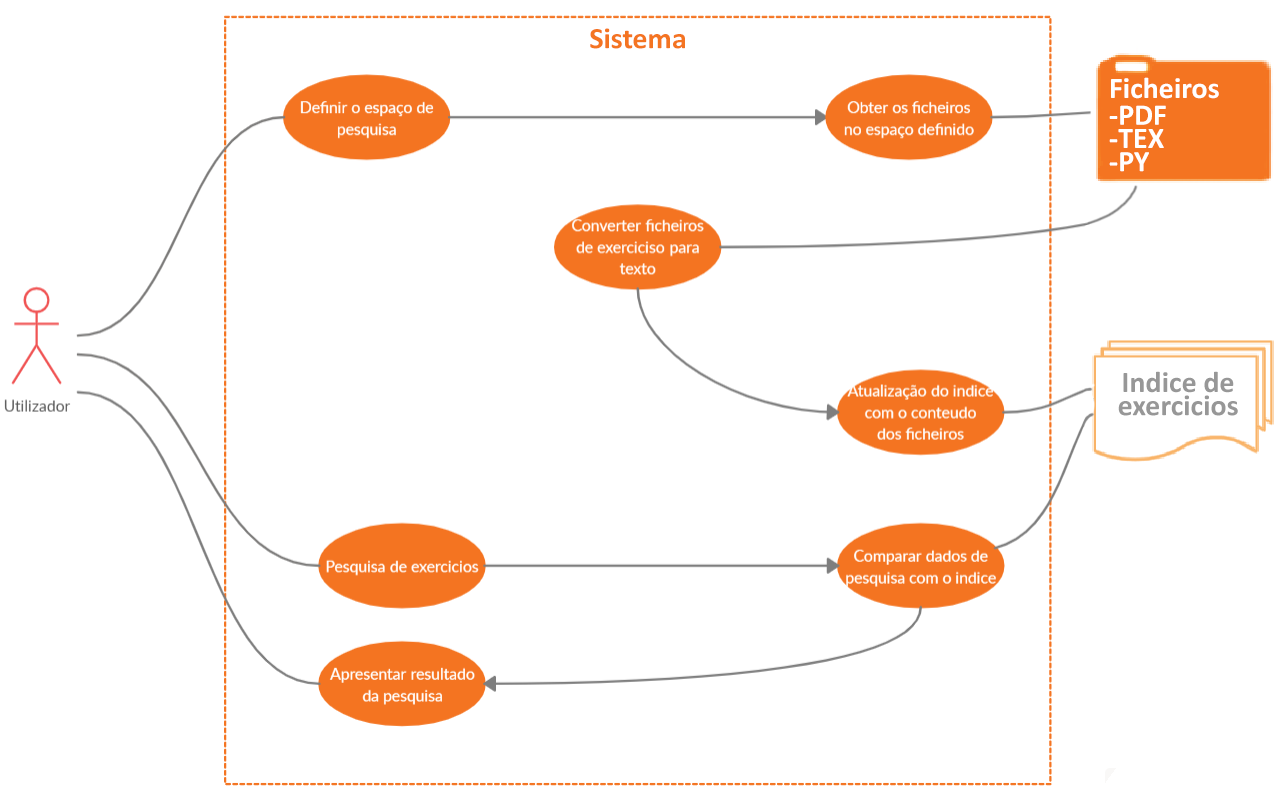 Sistema
Definir o espaço de
pesquisa
Obter os ficheiros
no espaço definido
Ficheiros
-PDF
-TEX
-PY
Converter ficheiros
de exerciciso para
texto
Utilizador
Atualização do indice
com o conteudo
dos ficheiros
Indice de
exercicios
Pesquisa de exercicios
Comparar dados de
pesquisa com o indice
Apresentar resultado
da pesquisa